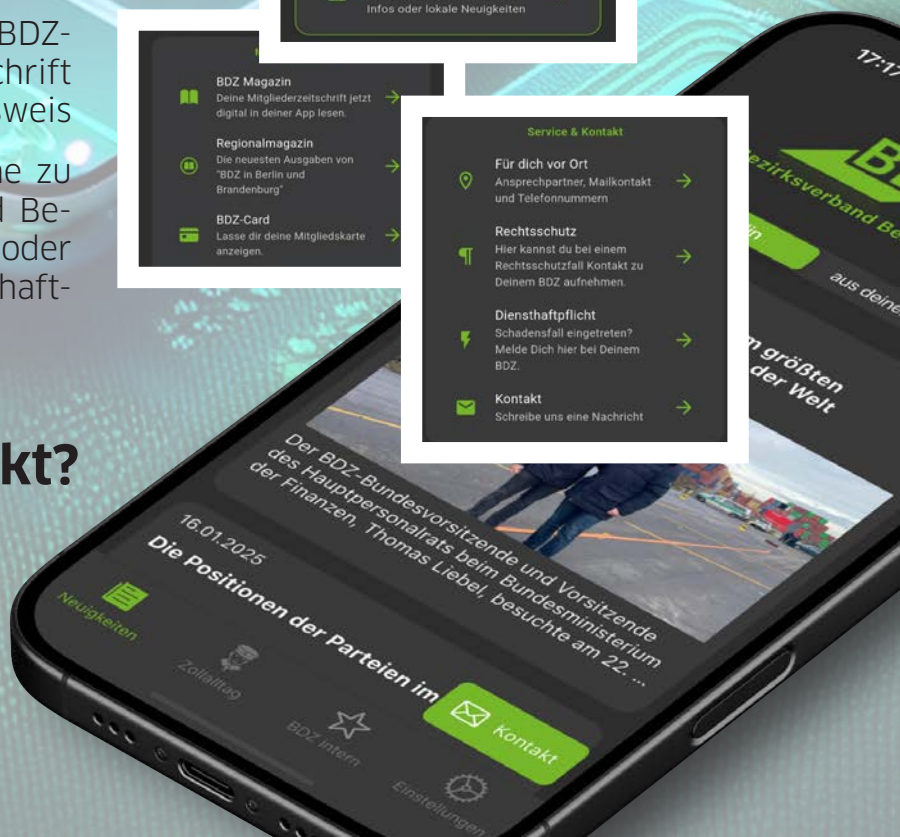 BDZ-
chrift
weis
e zu
d Be-
oder
haft-
kt?
Infos oder lokale Neuigkeiten
BDZ Magazin
Deine Mitgliederzeitschrift jetzt
digital in deiner App lesen.
Regionalmagazin
Die neuesten Ausgaben von
"BDZ in Berlin und
Brandenburg"
BDZ-Card
Lasse dir deine Mitgliedskarte
anzeigen.
Service & Kontakt
Für dich vor Ort
Ansprechpartner, Mailkontakt
und Telefonnummern
Rechtsschutz
Hier kannst du bei einem
Rechtsschutzfall Kontakt zu
Deinem BDZ aufnehmen.
Diensthaftpflicht
Schadensfall eingetreten?
Melde Dich hier bei Deinem
BDZ.
Kontakt
Schreibe uns eine Nachricht
17:17
Bezirksverband Be
aus deine
größten
der Welt
Der BDZ-Bundesvorsitzende und Vorsitzende
des Hauptpersonalrats beim Bundesministerium
der Finanzen, Thomas Liebel, besuchte am 22. ...
16.01.2025
Die Positionen der Parteien im
Kontakt
Neuigkeiten
Zollalltag
BDZ intern
Einstellungen